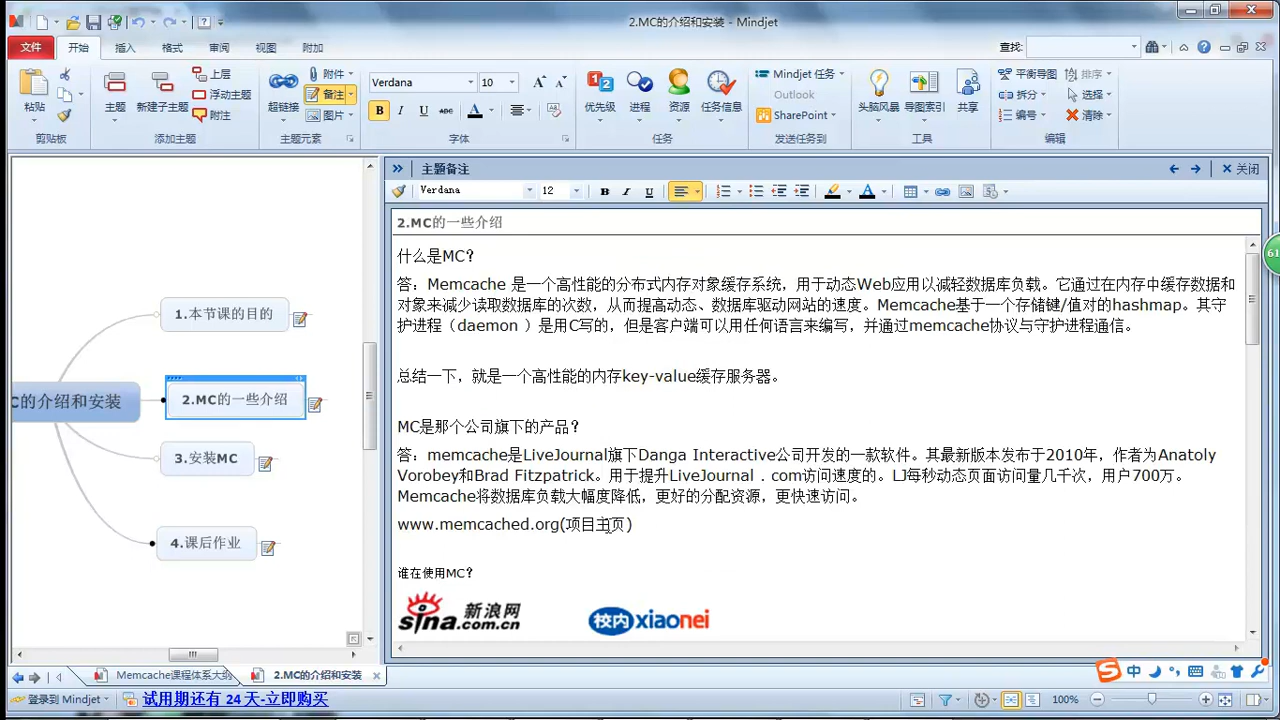 2.MC的介绍和安装 - Mindjet
文件 开始 插入 格式 审阅 视图 附加 查找:
粘贴 主题 新建子主题 上层 浮动主题 附注 超链接 附件 备注 图片 Verdana 10 优先级 进程 资源 任务信息 Mindjet 任务 Outlook SharePoint 头脑风暴 导图索引 共享 平衡导图 拆分 编号 排序 选择 清除
剪贴板 添加主题 主题元素 字体 任务 发送任务到 工具 编辑
主题备注 关闭
Verdana 12
2.MC的一些介绍
什么是MC?
答：Memcache 是一个高性能的分布式内存对象缓存系统，用于动态Web应用以减轻数据库负载。它通过在内存中缓存数据和
对象来减少读取数据库的次数，从而提高动态、数据库驱动网站的速度。Memcache基于一个存储键/值对的hashmap。其守
护进程（daemon ）是用C写的，但是客户端可以用任何语言来编写，并通过memcache协议与守护进程通信。
总结一下，就是一个高性能的内存key-value缓存服务器。
MC是那个公司旗下的产品?
答：memcache是LiveJournal旗下Danga Interactive公司开发的一款软件。其最新版本发布于2010年，作者为Anatoly
Vorobey和Brad Fitzpatrick。用于提升LiveJournal . com访问速度的。LJ每秒动态页面访问量几千次，用户700万。
Memcache将数据库负载大幅度降低，更好的分配资源，更快速访问。
www.memcached.org(项目主页)
谁在使用MC?
sina 新浪网 .com.cn 校内 xiaonei
1.本节课的目的
C的介绍和安装
2.MC的一些介绍
3.安装MC
4.课后作业
61
Memcache课程体系大纲 2.MC的介绍和安装
中
登录到 Mindjet 试用期还有 24 天-立即购买 100%